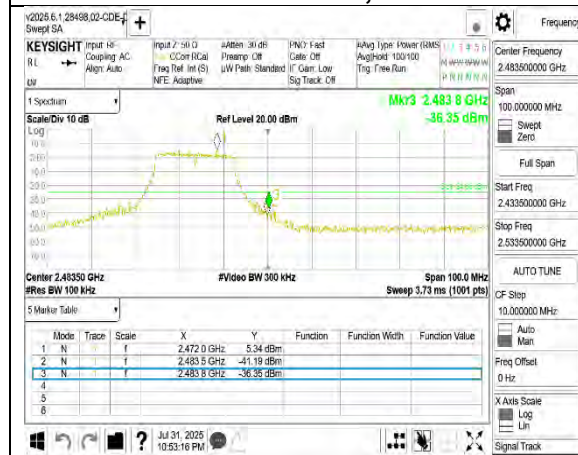 v2025.6.1,28498,02-CDE-
Swept SA
Frequency
KEYSIGHT Input: RF Input Z: 50 Ω #Atten: 30 dB PNO: Fast #Avg Type: Power (RMS
RL Coupling: AC CCorr RCal Preamp: Off Gate: Off Avg|Hold: 100/100
Align: Auto Freq Ref: Int (S) µW Path: Standard IF Gain: Low Trig: Free Run
NFE: Adaptive Sig Track: Off
Center Frequency
2.483500000 GHz
1 Spectrum
Mkr3 2.483 8 GHz
Scale/Div 10 dB Ref Level 20.00 dBm -36.35 dBm
Log
Span
100.000000 MHz
Swept
Zero
Full Span
Start Freq
2.433500000 GHz
Stop Freq
2.533500000 GHz
AUTO TUNE
CF Step
10.000000 MHz
Auto
Man
Freq Offset
0 Hz
X Axis Scale
Log
Lin
Signal Track
Center 2.48350 GHz #Video BW 300 kHz Span 100.0 MHz
#Res BW 100 kHz Sweep 3.73 ms (1001 pts)
5 Marker Table
Mode Trace Scale X Y Function Function Width Function Value
1 N f 2.472 0 GHz 5.34 dBm
2 N f 2.483 5 GHz -41.19 dBm
3 N f 2.483 8 GHz -36.35 dBm
4
5
6
Jul 31, 2025
10:53:16 PM